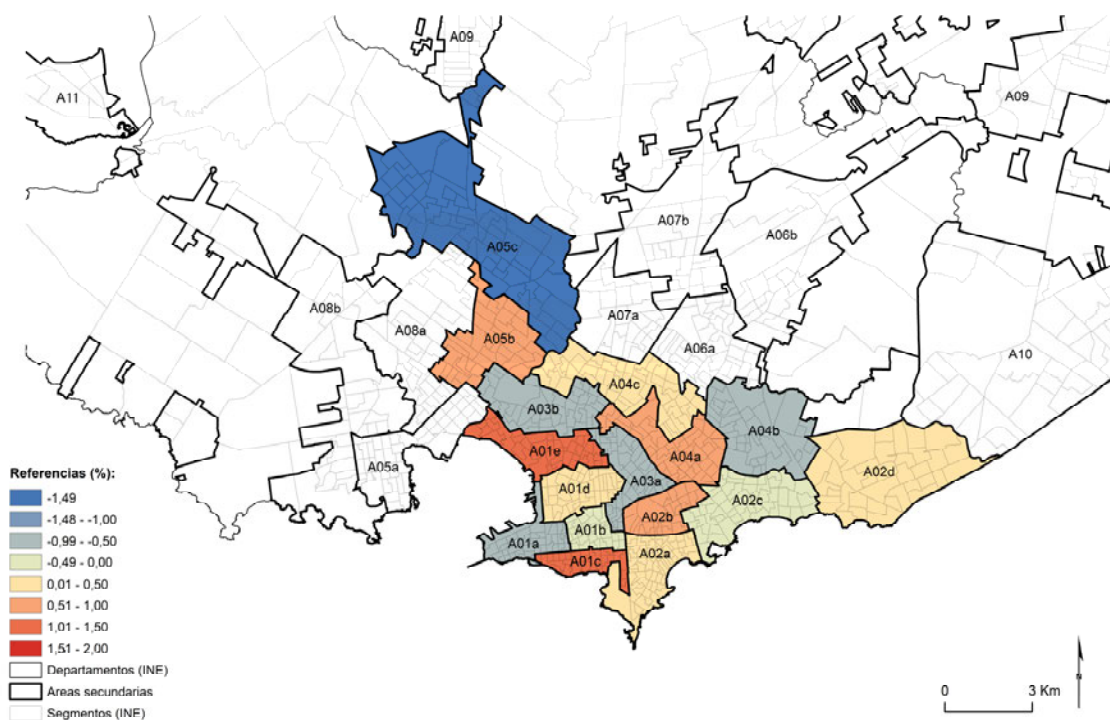 A09
A11
A09
A07b
A05c
A06b
A08b
A07a
A08a
A06a
A05b
A10
A04c
A03b
A04b
A04a
A01e
A02d
A05a
A03a
A01d
A02c
A02b
A01b
A01a
A02a
A01c
Referencias (%):
-1,49
-1,48 - -1,00
-0,99 - -0,50
-0,49 - 0,00
0,01 - 0,50
0,51 - 1,00
1,01 - 1,50
1,51 - 2,00
Departamentos (INE)
Areas secundarias
Segmentos (INE)
N
0 3 Km